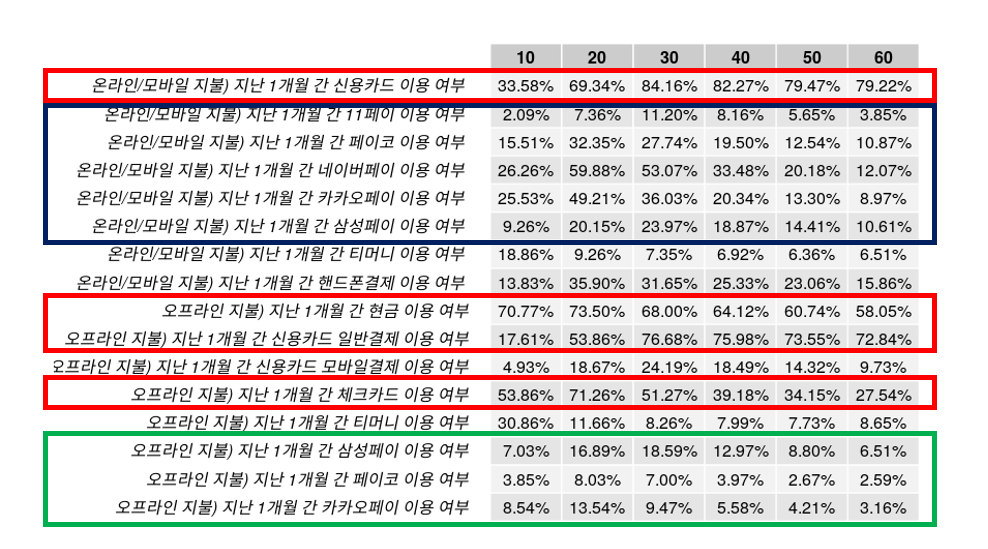 10 20 30 40 50 60
온라인/모바일 지불) 지난 1개월 간 신용카드 이용 여부 33.58% 69.34% 84.16% 82.27% 79.47% 79.22%
온라인/모바일 지불) 지난 1개월 간 11페이 이용 여부 2.09% 7.36% 11.20% 8.16% 5.65% 3.85%
온라인/모바일 지불) 지난 1개월 간 페이코 이용 여부 15.51% 32.35% 27.74% 19.50% 12.54% 10.87%
온라인/모바일 지불) 지난 1개월 간 네이버페이 이용 여부 26.26% 59.88% 53.07% 33.48% 20.18% 12.07%
온라인/모바일 지불) 지난 1개월 간 카카오페이 이용 여부 25.53% 49.21% 36.03% 20.34% 13.30% 8.97%
온라인/모바일 지불) 지난 1개월 간 삼성페이 이용 여부 9.26% 20.15% 23.97% 18.87% 14.41% 10.61%
온라인/모바일 지불) 지난 1개월 간 티머니 이용 여부 18.86% 9.26% 7.35% 6.92% 6.36% 6.51%
온라인/모바일 지불) 지난 1개월 간 핸드폰결제 이용 여부 13.83% 35.90% 31.65% 25.33% 23.06% 15.86%
오프라인 지불) 지난 1개월 간 현금 이용 여부 70.77% 73.50% 68.00% 64.12% 60.74% 58.05%
오프라인 지불) 지난 1개월 간 신용카드 일반결제 이용 여부 17.61% 53.86% 76.68% 75.98% 73.55% 72.84%
오프라인 지불) 지난 1개월 간 신용카드 모바일결제 이용 여부 4.93% 18.67% 24.19% 18.49% 14.32% 9.73%
오프라인 지불) 지난 1개월 간 체크카드 이용 여부 53.86% 71.26% 51.27% 39.18% 34.15% 27.54%
오프라인 지불) 지난 1개월 간 티머니 이용 여부 30.86% 11.66% 8.26% 7.99% 7.73% 8.65%
오프라인 지불) 지난 1개월 간 삼성페이 이용 여부 7.03% 16.89% 18.59% 12.97% 8.80% 6.51%
오프라인 지불) 지난 1개월 간 페이코 이용 여부 3.85% 8.03% 7.00% 3.97% 2.67% 2.59%
오프라인 지불) 지난 1개월 간 카카오페이 이용 여부 8.54% 13.54% 9.47% 5.58% 4.21% 3.16%